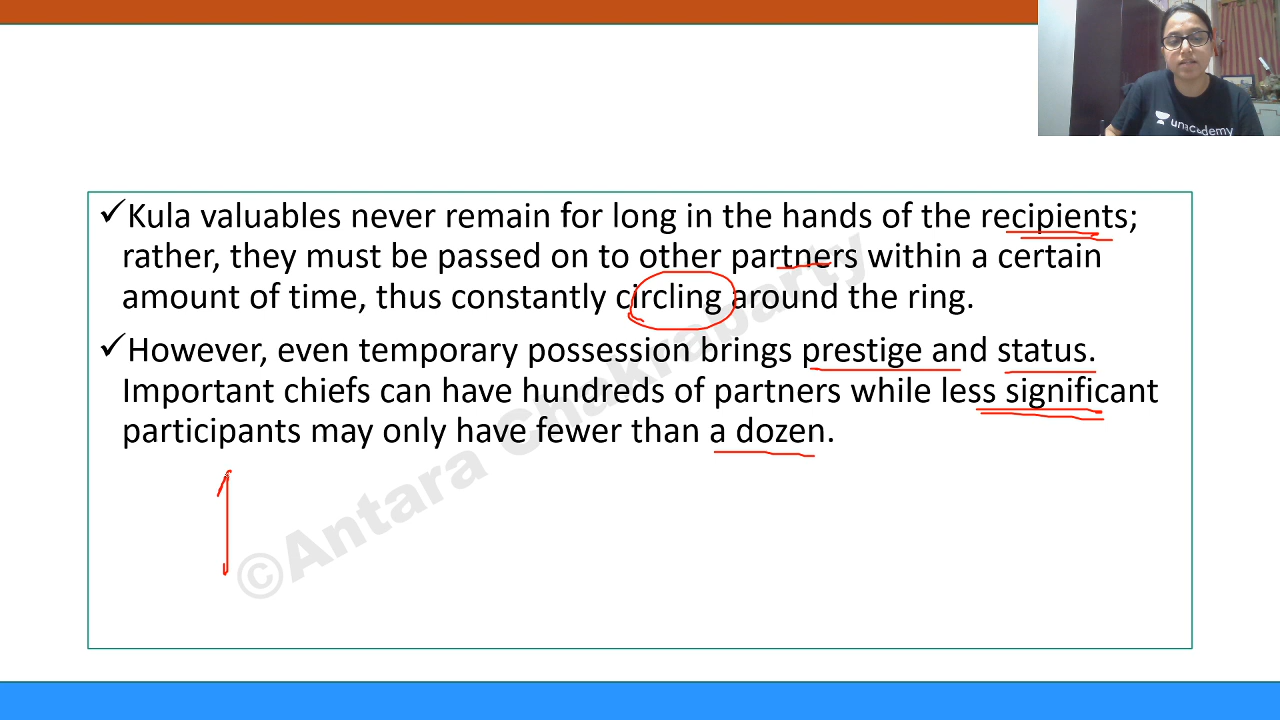 unacademy
✓Kula valuables never remain for long in the hands of the recipients;
rather, they must be passed on to other partners within a certain
amount of time, thus constantly circling around the ring.
✓However, even temporary possession brings prestige and status.
Important chiefs can have hundreds of partners while less significant
participants may only have fewer than a dozen.
©Antara Chakrabarty